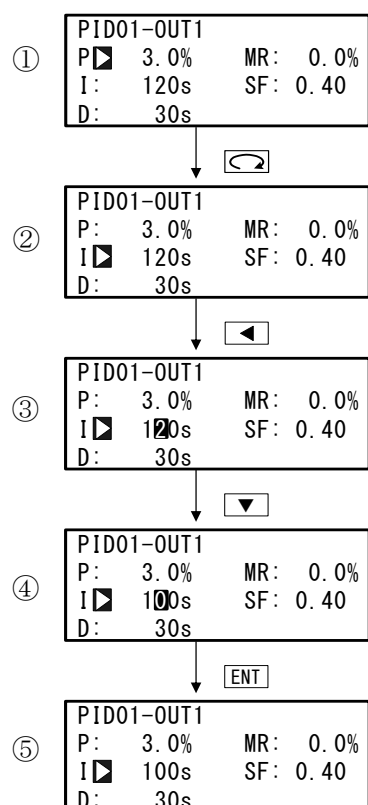 ①
PID01-OUT1
P▶ 3.0% MR: 0.0%
I: 120s SF: 0.40
D: 30s
②
PID01-OUT1
P: 3.0% MR: 0.0%
I▶ 120s SF: 0.40
D: 30s
③
PID01-OUT1
P: 3.0% MR: 0.0%
I▶ 120s SF: 0.40
D: 30s
④
PID01-OUT1
P: 3.0% MR: 0.0%
I▶ 100s SF: 0.40
D: 30s
ENT
⑤
PID01-OUT1
P: 3.0% MR: 0.0%
I▶ 100s SF: 0.40
D: 30s